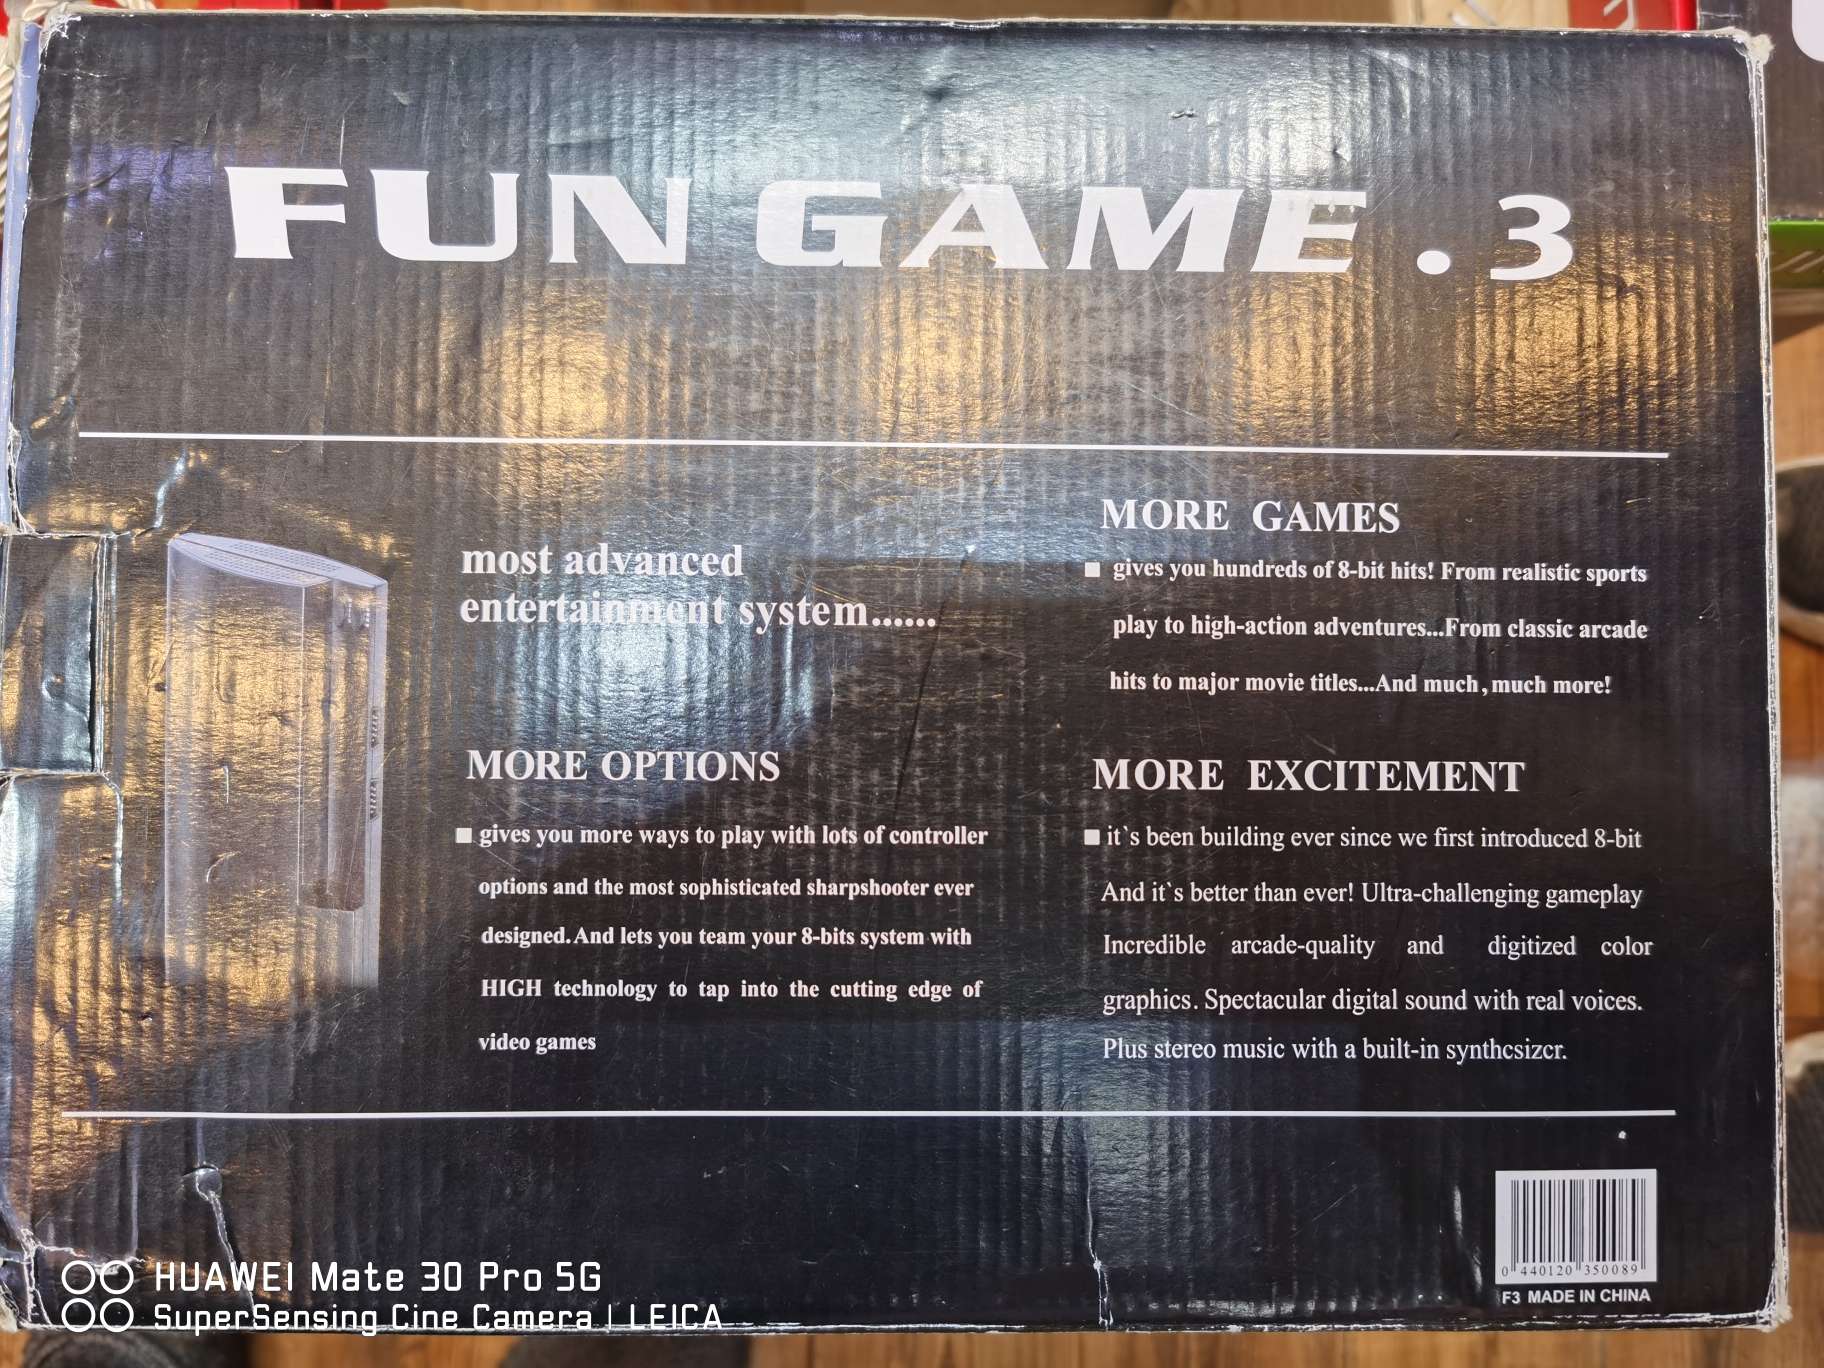 FUN GAME . 3
most advanced
entertainment system......
MORE OPTIONS
gives you more ways to play with lots of controller
options and the most sophisticated sharpshooter ever
designed. And lets you team your 8-bits system with
HIGH technology to tap into the cutting edge of
video games
MORE GAMES
gives you hundreds of 8-bit hits! From realistic sports
play to high-action adventures...From classic arcade
hits to major movie titles...And much, much more!
MORE EXCITEMENT
it`s been building ever since we first introduced 8-bit
And it`s better than ever! Ultra-challenging gameplay
Incredible arcade-quality and digitized color
graphics. Spectacular digital sound with real voices.
Plus stereo music with a built-in synthcsizcr.
0 440120 350089
F3 MADE IN CHINA
HUAWEI Mate 30 Pro 5G
SuperSensing Cine Camera | LEICA